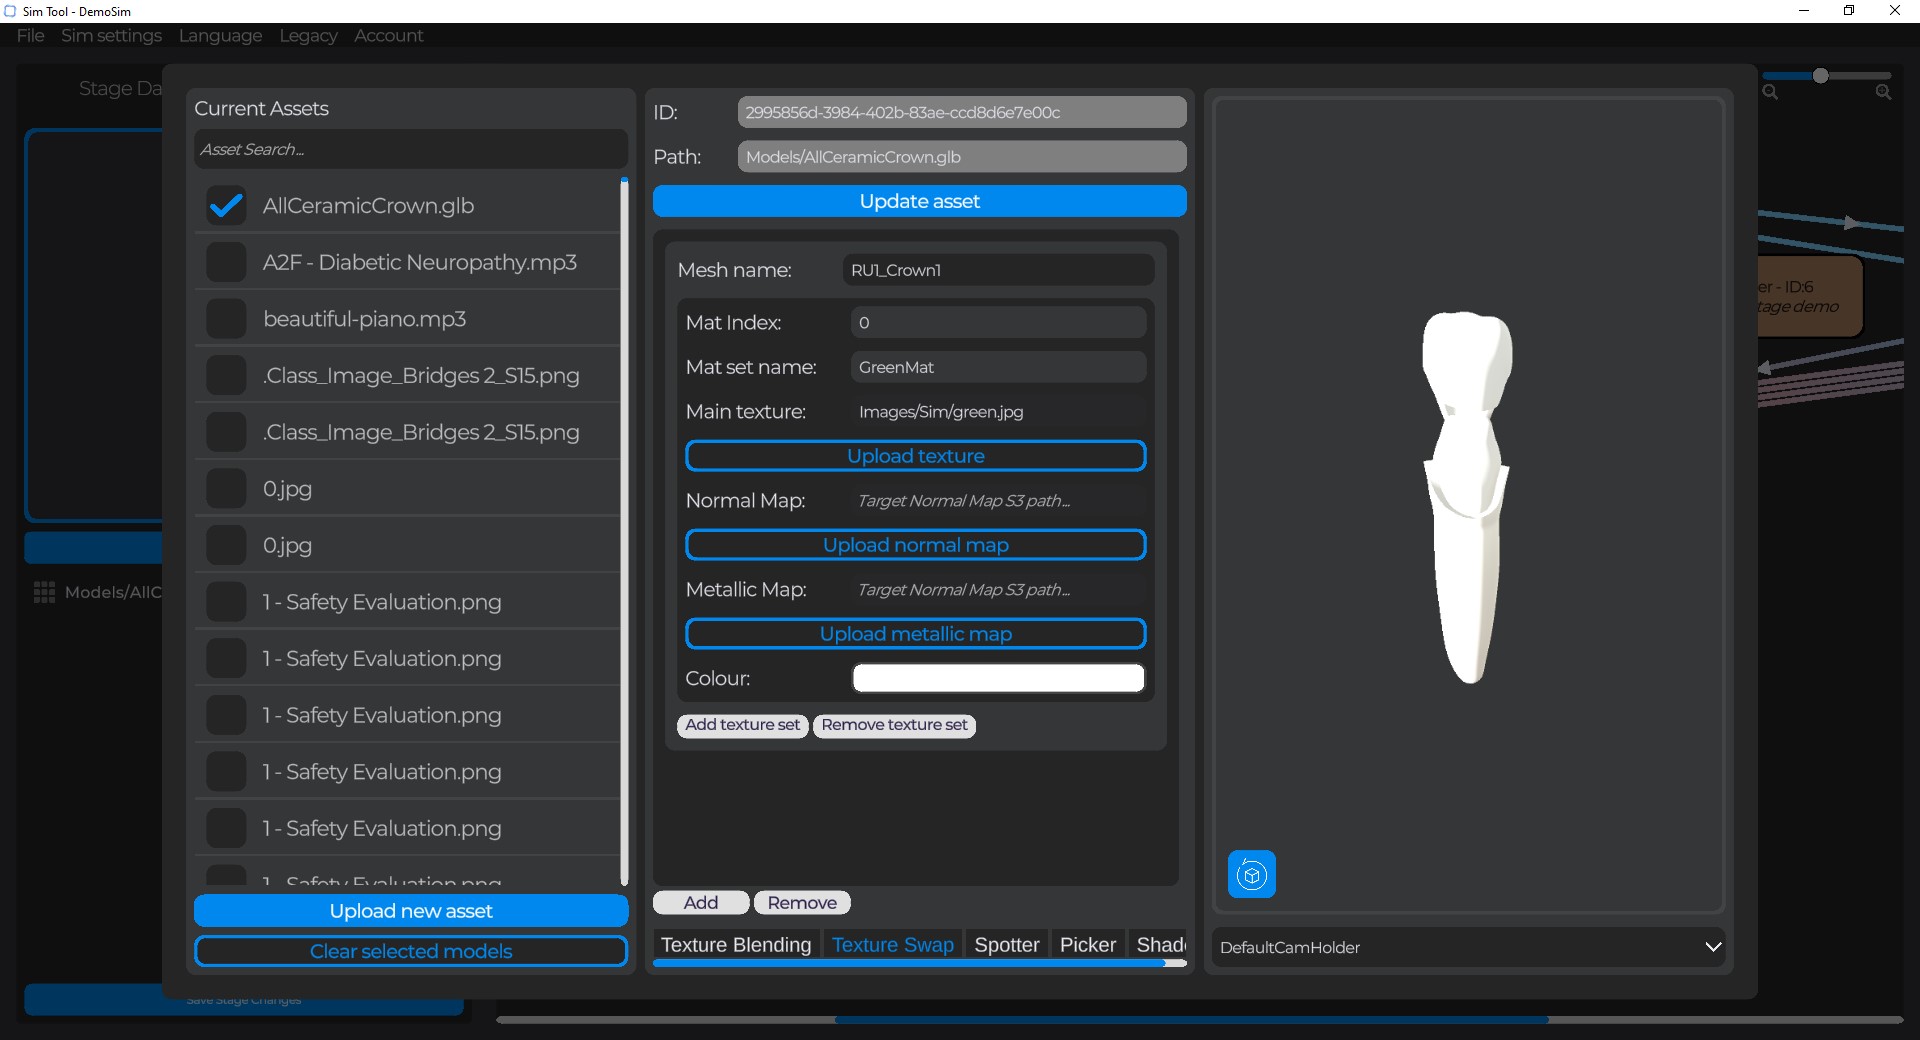 Sim Tool - DemoSim
File Sim settings Language Legacy Account
Stage Da
Current Assets
Asset Search...
AllCeramicCrown.glb
A2F - Diabetic Neuropathy.mp3
beautiful-piano.mp3
.Class_Image_Bridges 2_S15.png
.Class_Image_Bridges 2_S15.png
0.jpg
0.jpg
1 - Safety Evaluation.png
1 - Safety Evaluation.png
1 - Safety Evaluation.png
1 - Safety Evaluation.png
1 - Safety Evaluation.png
1 - Safety Evaluation.png
Upload new asset
Clear selected models
Models/AllC
Save Stage Changes
ID: 2995856d-3984-402b-83ae-ccd8d6e7e00c
Path: Models/AllCeramicCrown.glb
Update asset
Mesh name: RU1_Crown1
Mat Index: 0
Mat set name: GreenMat
Main texture: Images/Sim/green.jpg
Upload texture
Normal Map: Target Normal Map S3 path...
Upload normal map
Metallic Map: Target Normal Map S3 path...
Upload metallic map
Colour:
Add texture set Remove texture set
Add Remove
Texture Blending Texture Swap Spotter Picker Shad
DefaultCamHolder
er - ID:6
tage demo